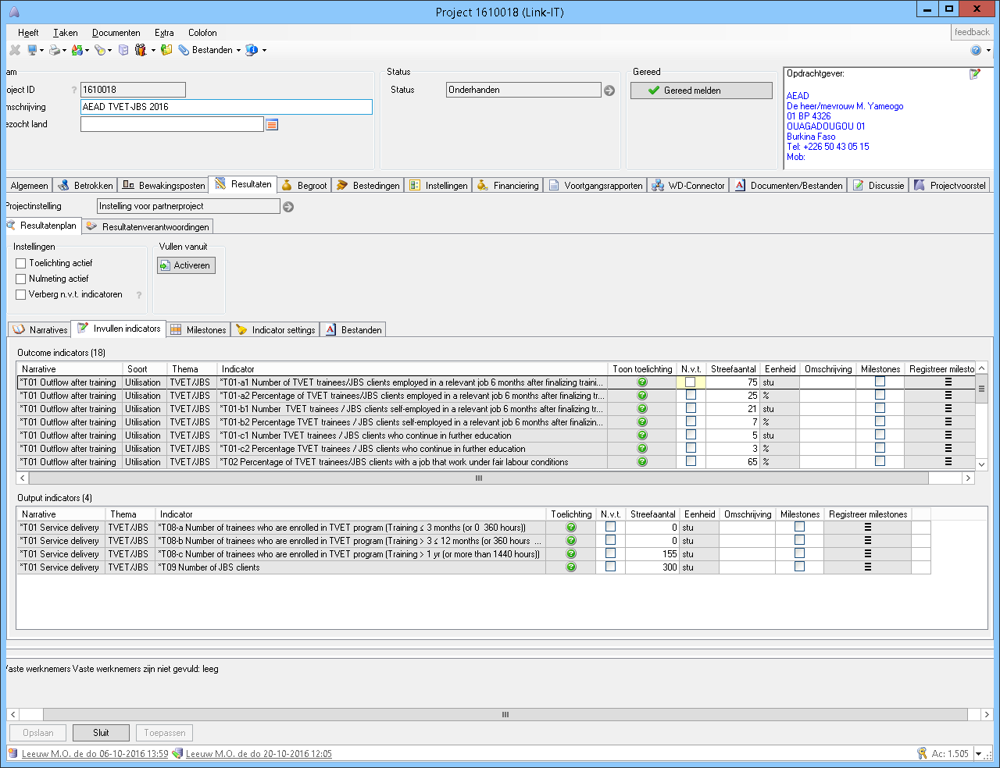 Project 1610018 (Link-IT)
Heeft Taken Documenten Extra Colofon
feedback
Bestanden
am
Status
Gereed
oject ID ? 1610018
Status Onderhanden
Gereed melden
mschrijving AEAD TVET-JBS 2016
ezocht land
Opdrachtgever:
AEAD
De heer/mevrouw M. Yameogo
01 BP 4326
OUAGADOUGOU 01
Burkina Faso
Tel: +226 50 43 05 15
Mob:
Algemeen Betrokken Bewakingsposten Resultaten Begroot Bestedingen Instellingen Financiering Voortgangsrapporten WD-Connector Documenten/Bestanden Discussie Projectvoorstel
Projectinstelling Instelling voor partnerproject
Resultatenplan Resultatenverantwoordingen
Instellingen
Vullen vanuit
Toelichting actief
Activeren
Nulmeting actief
Verberg n.v.t. indicatoren ?
Narratives Invullen indicators Milestones Indicator settings Bestanden
Outcome indicators (18)
Narrative Soort Thema Indicator Toon toelichting N.v.t. Streefaantal Eenheid Omschrijving Milestones Registreer milesto
*T01 Outflow after training Utilisation TVET/JBS *T01-a1 Number of TVET trainees/JBS clients employed in a relevant job 6 months after finalizing traini... 75 stu
*T01 Outflow after training Utilisation TVET/JBS *T01-a2 Percentage of TVET trainees/JBS clients employed in a relevant job 6 months after finalizing tr... 25 %
*T01 Outflow after training Utilisation TVET/JBS *T01-b1 Number  TVET trainees / JBS clients self-employed in a relevant job 6 months after finalizing tr... 21 stu
*T01 Outflow after training Utilisation TVET/JBS *T01-b2 Percentage TVET trainees / JBS clients self-employed in a relevant job 6 months after finalizin... 7 %
*T01 Outflow after training Utilisation TVET/JBS *T01-c1 Number TVET trainees / JBS clients who continue in further education 5 stu
*T01 Outflow after training Utilisation TVET/JBS *T01-c2 Percentage TVET trainees / JBS clients who continue in further education 3 %
*T01 Outflow after training Utilisation TVET/JBS *T02 Percentage of TVET trainees/JBS clients with a job that work under fair labour conditions 65 %
Output indicators (4)
Narrative Thema Indicator Toelichting N.v.t. Streefaantal Eenheid Omschrijving Milestones Registreer milestones
*T01 Service delivery TVET/JBS *T08-a Number of trainees who are enrolled in TVET program (Training ≤ 3 months (or 0  360 hours)) 0 stu
*T01 Service delivery TVET/JBS *T08-b Number of trainees who are enrolled in TVET program (Training > 3 ≤ 12 months (or 360 hours  ... 0 stu
*T01 Service delivery TVET/JBS *T08-c Number of trainees who are enrolled in TVET program (Training > 1 yr (or more than 1440 hours)) 155 stu
*T01 Service delivery TVET/JBS *T09 Number of JBS clients 300 stu
Vaste werknemers Vaste werknemers zijn niet gevuld: leeg
Opslaan Sluit Toepassen
Leeuw M.O. de do 06-10-2016 13:59 Leeuw M.O. de do 20-10-2016 12:05 Ac: 1.505